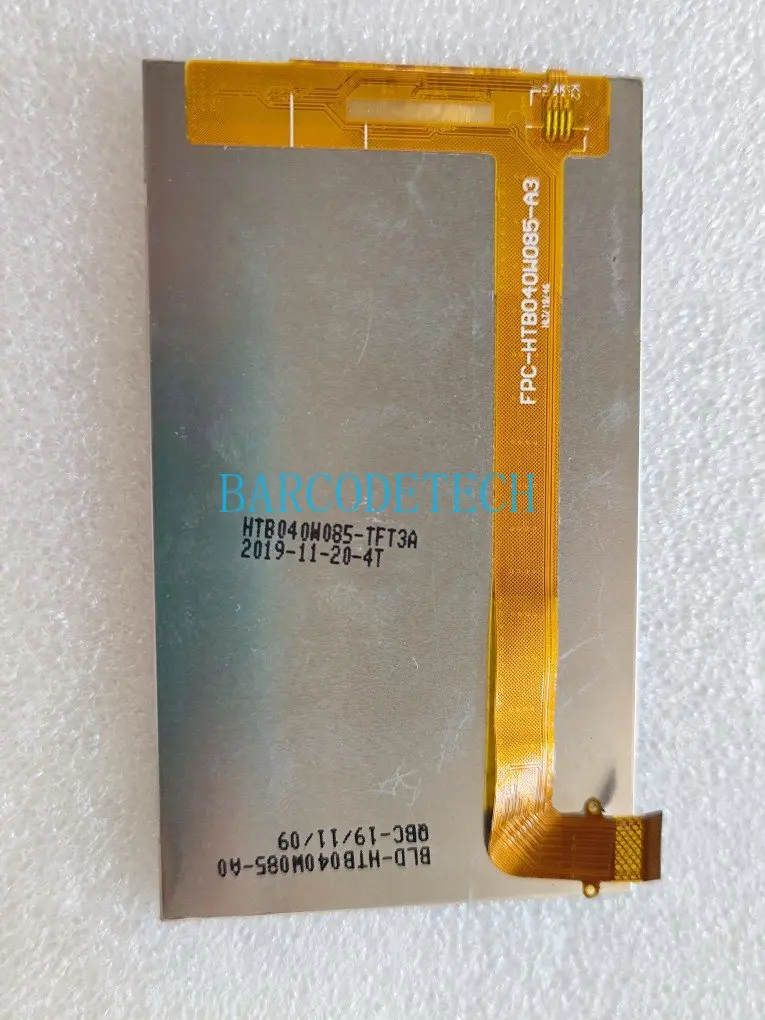 FPC-HTB040W085-A3
BARCODETECH
HTB040W085-TFT3A
2019-11-20-4T
BLD-HTB040W085-A0
QBC-19/11/09